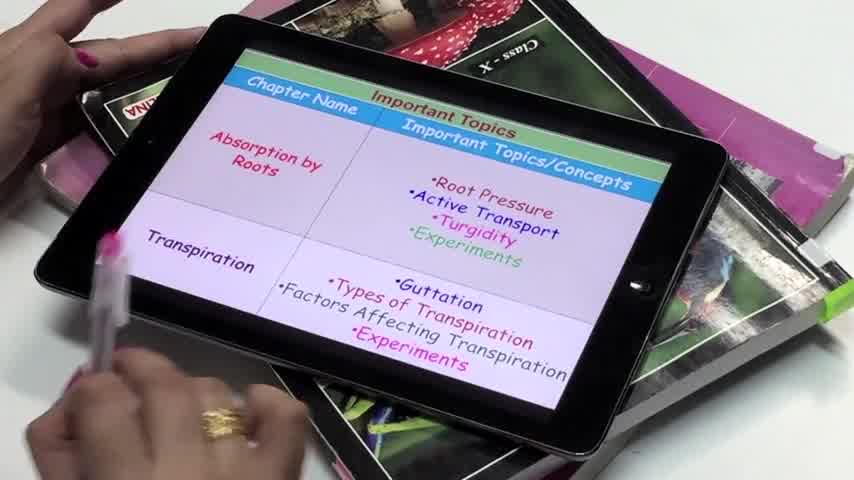 Class - X
Important Topics
Chapter Name
Important Topics/Concepts
Absorption by
Roots
•Root Pressure
•Active Transport
•Turgidity
•Experiments
Transpiration
•Guttation
•Types of Transpiration
•Factors Affecting Transpiration
•Experiments